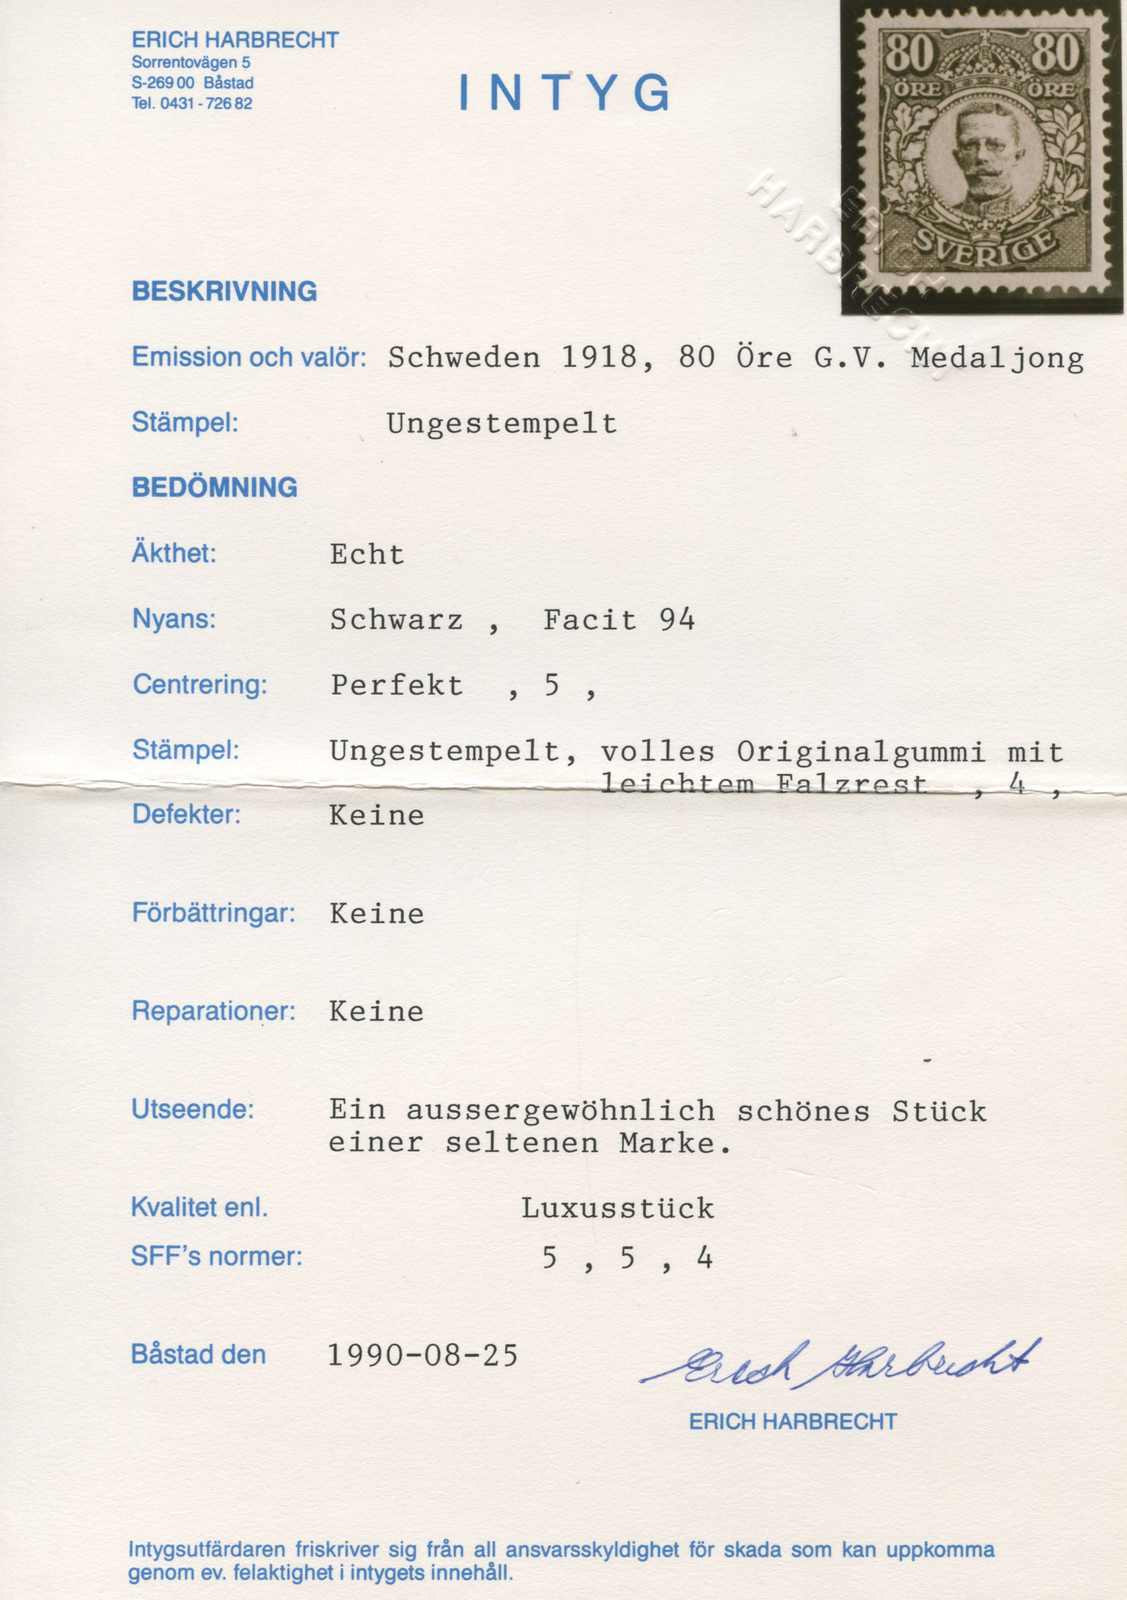 ERICH HARBRECHT
Sorrentovägen 5
S-269 00 Båstad
Tel. 0431 - 726 82
INTYG
80 80
ÖRE ÖRE
SVERIGE
ERICH
HARBRECHT
BESKRIVNING
Emission och valör: Schweden 1918, 80 Öre G.V. Medaljong
Stämpel: Ungestempelt
BEDÖMNING
Äkthet: Echt
Nyans: Schwarz , Facit 94
Centrering: Perfekt , 5 ,
Stämpel: Ungestempelt, volles Originalgummi mit
leichtem Falzrest , 4 ,
Defekter: Keine
Förbättringar: Keine
Reparationer: Keine
Utseende: Ein aussergewöhnlich schönes Stück
einer seltenen Marke.
Kvalitet enl. Luxusstück
SFF's normer: 5 , 5 , 4
Båstad den 1990-08-25
Erich Harbrecht
ERICH HARBRECHT
Intygsutfärdaren friskriver sig från all ansvarsskyldighet för skada som kan uppkomma
genom ev. felaktighet i intygets innehåll.